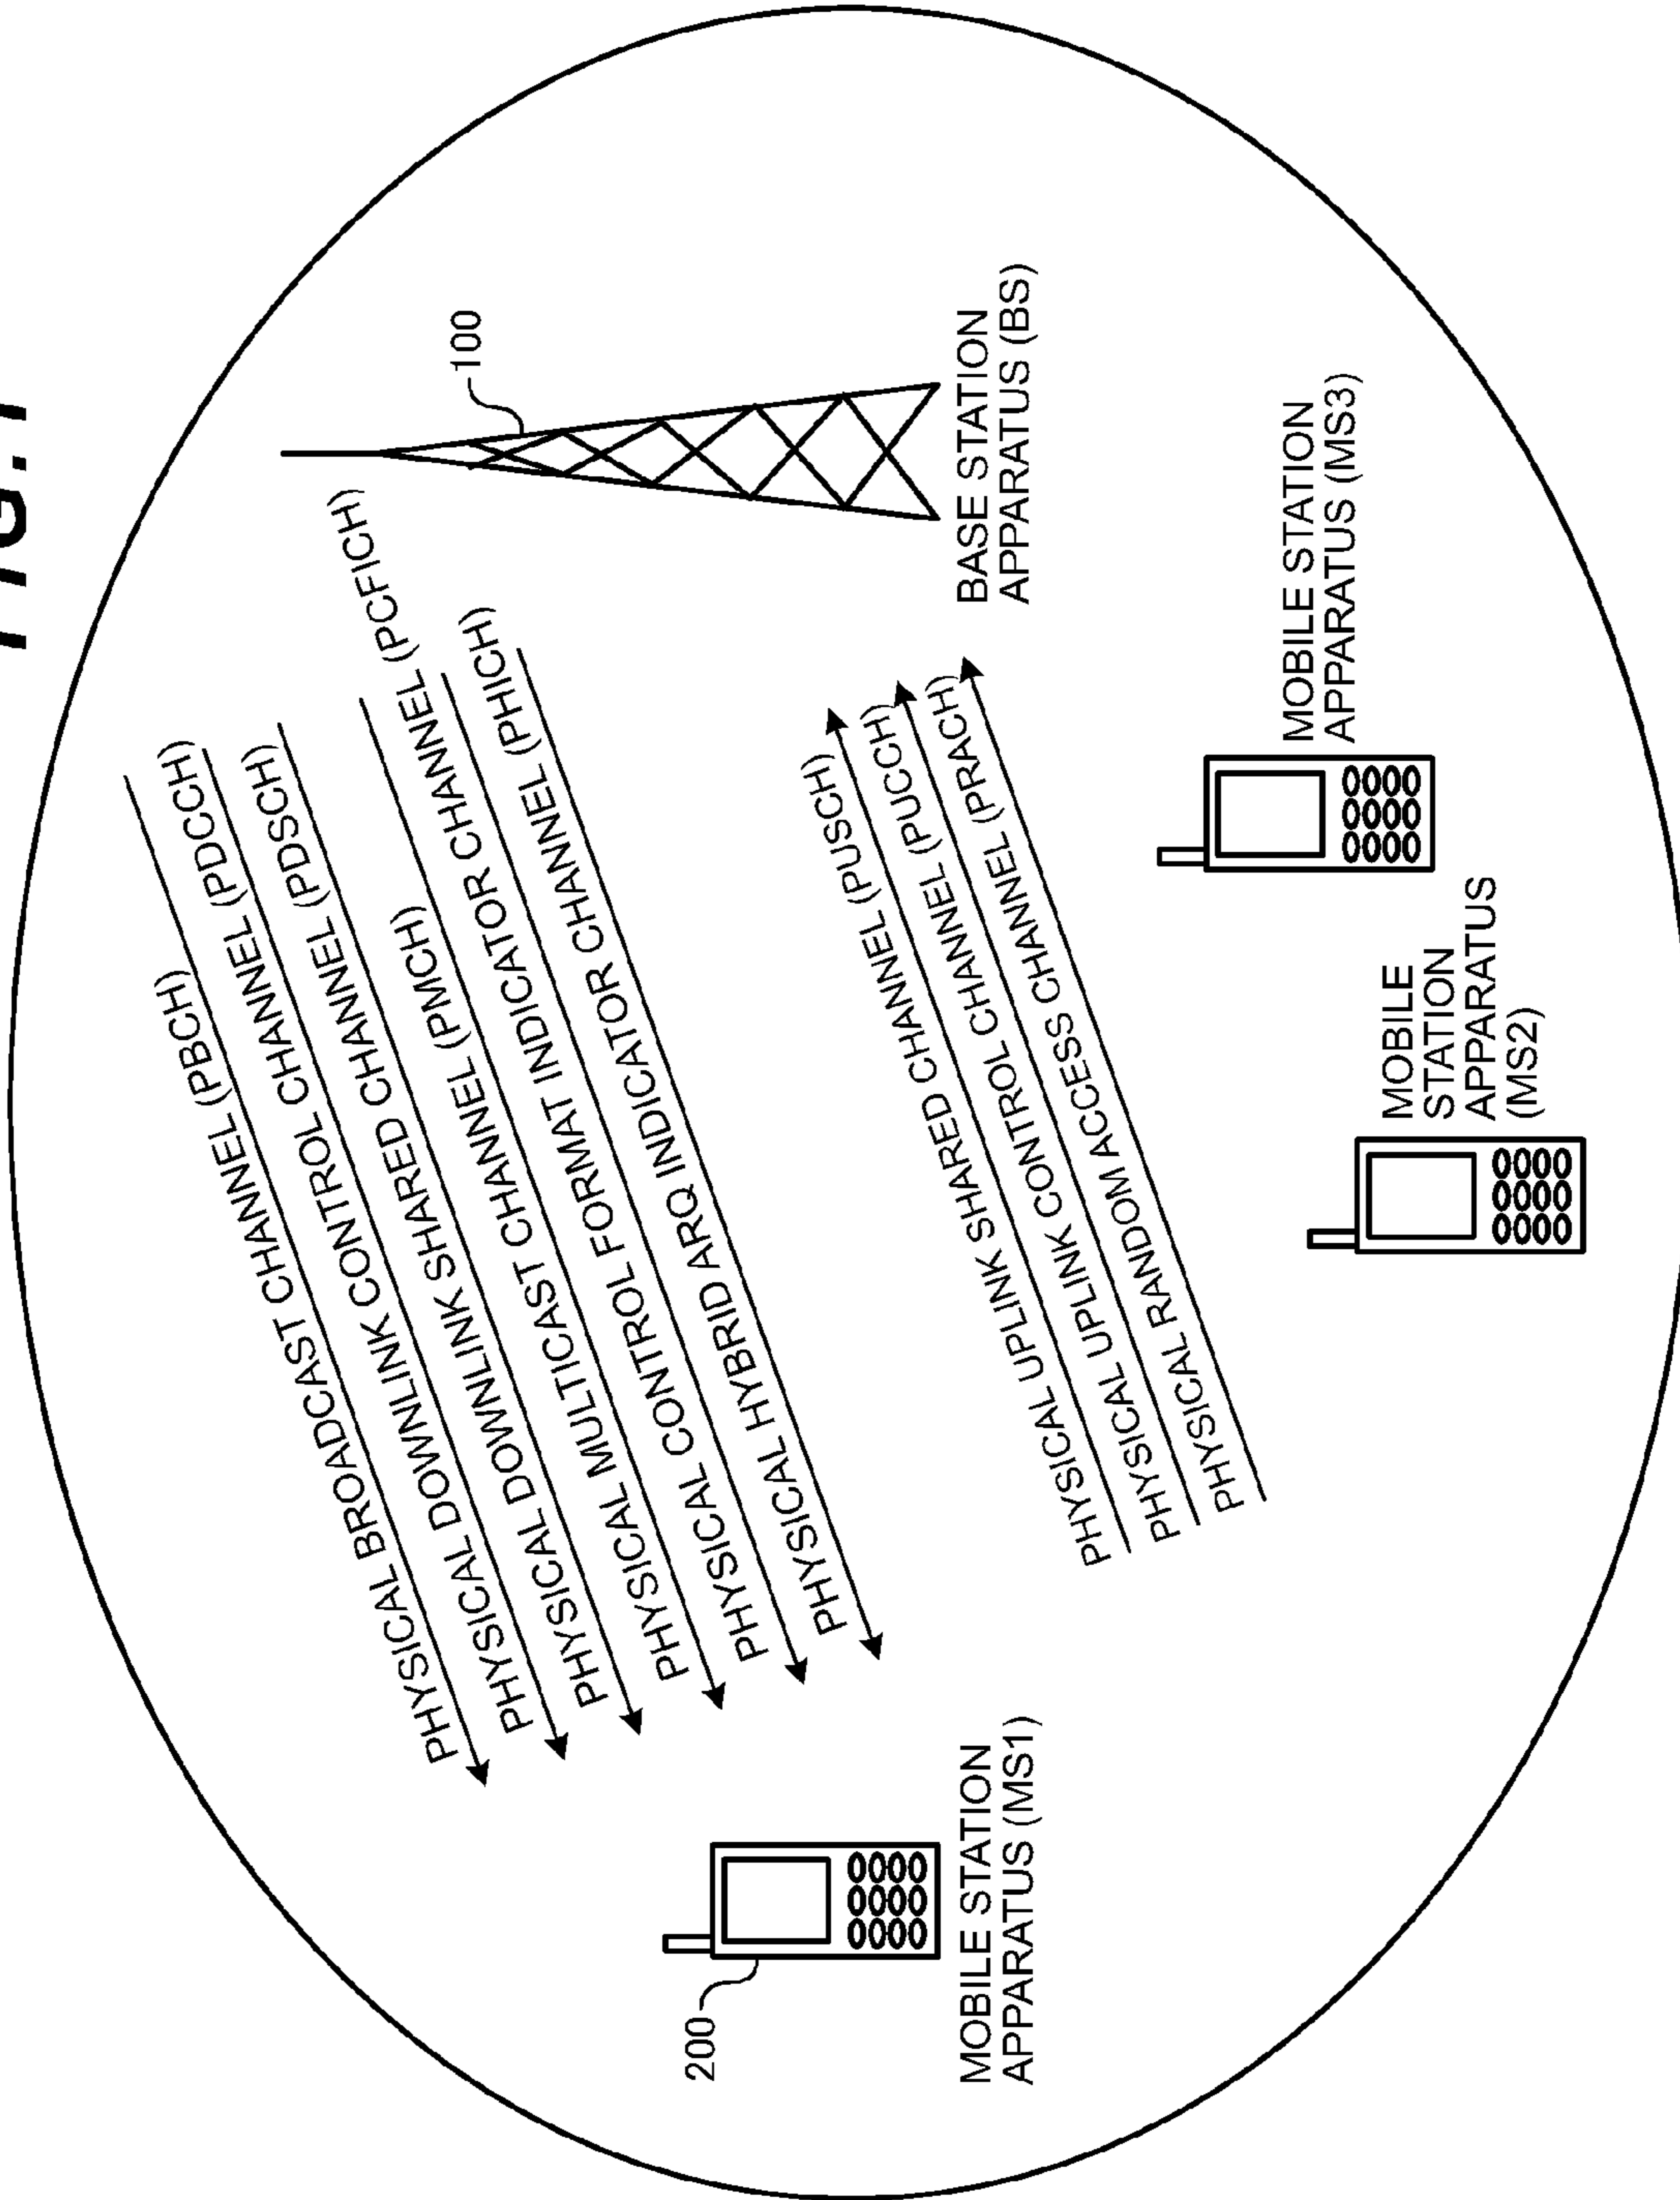 100
PHYSICAL BROADCAST CHANNEL (PBCH)
PHYSICAL DOWNLINK CONTROL CHANNEL (PDCCH)
PHYSICAL DOWNLINK SHARED CHANNEL (PDSCH)
PHYSICAL MULTICAST CHANNEL (PMCH)
PHYSICAL CONTROL FORMAT INDICATOR CHANNEL (PCFICH)
PHYSICAL HYBRID ARQ INDICATOR CHANNEL (PHICH)
200
MOBILE STATION
APPARATUS (MS1)
BASE STATION
APPARATUS (BS)
PHYSICAL UPLINK SHARED CHANNEL (PUSCH)
PHYSICAL UPLINK CONTROL CHANNEL (PUCCH)
PHYSICAL RANDOM ACCESS CHANNEL (PRACH)
MOBILE STATION
APPARATUS (MS3)
MOBILE
STATION
APPARATUS
(MS2)